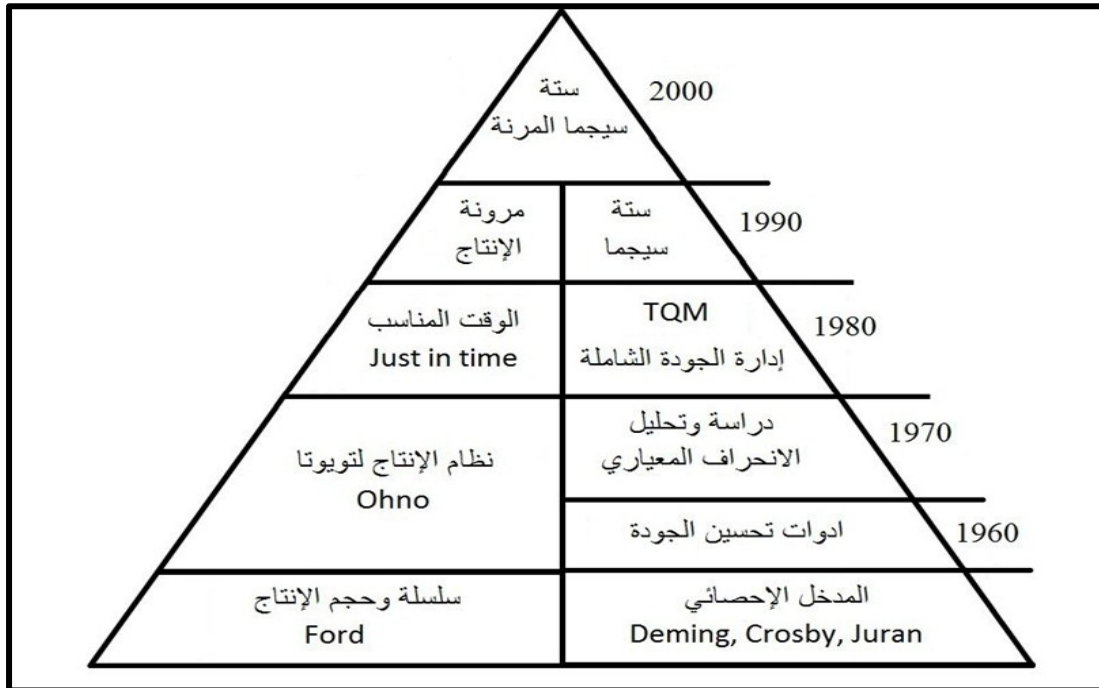 ستة
سيجما المرنة
2000
مرونة
الإنتاج
ستة
سيجما
1990
الوقت المناسب
Just in time
TQM
إدارة الجودة الشاملة
1980
نظام الإنتاج لتويوتا
Ohno
دراسة وتحليل
الانحراف المعياري
1970
ادوات تحسين الجودة
1960
سلسلة وحجم الإنتاج
Ford
المدخل الإحصائي
Deming, Crosby, Juran